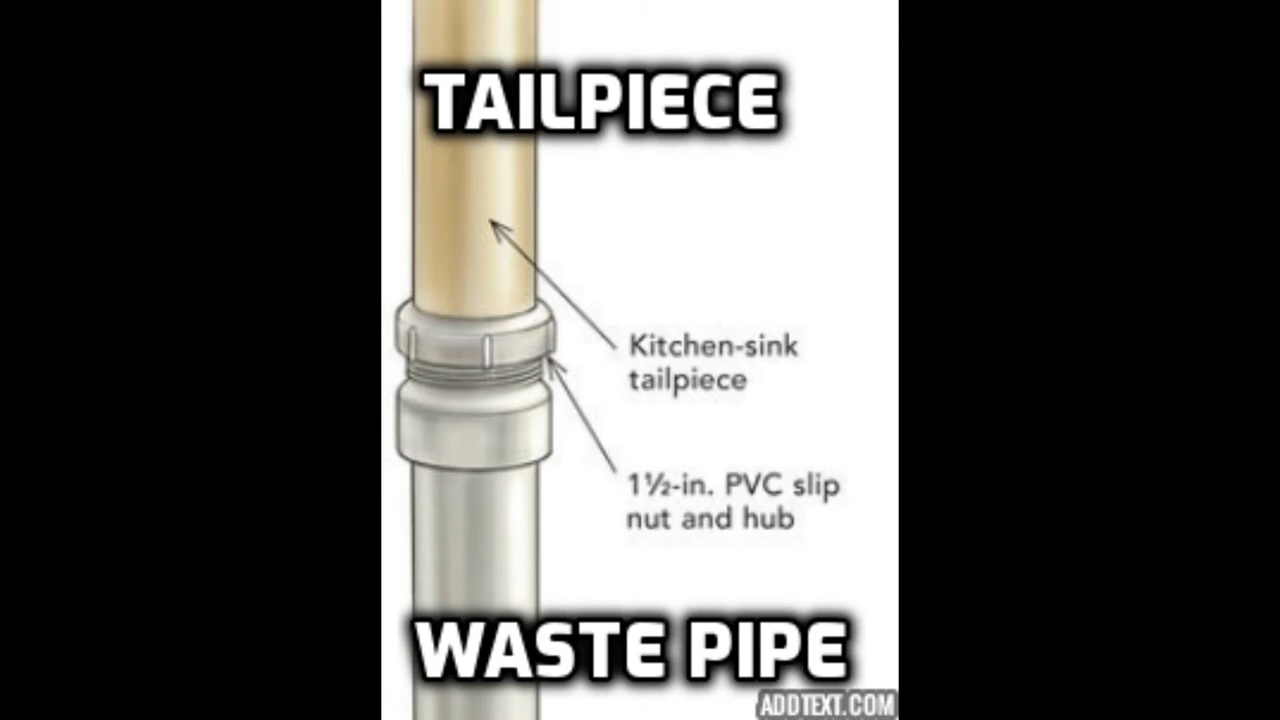 TAILPIECE
Kitchen-sink
tailpiece
1½-in. PVC slip
nut and hub
WASTE PIPE
ADDTEXT.COM